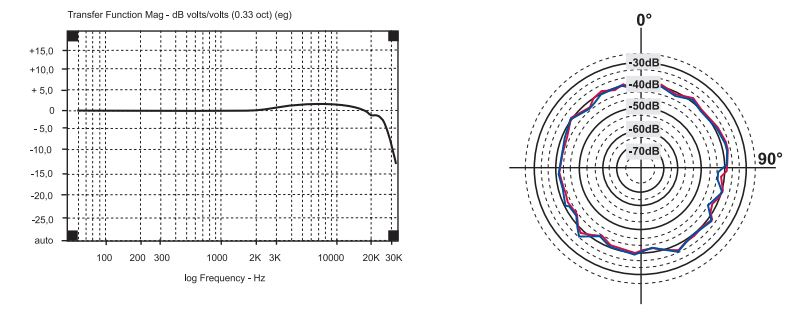 Transfer Function Mag - dB volts/volts (0.33 oct) (eg)
+15,0
+10,0
+5,0
0
-5,0
-10,0
-15,0
-20,0
-25,0
auto
100 200 300 1000 2K 3K 10000 20K 30K
log Frequency - Hz
0°
-30dB
-40dB
-50dB
-60dB
-70dB
90°